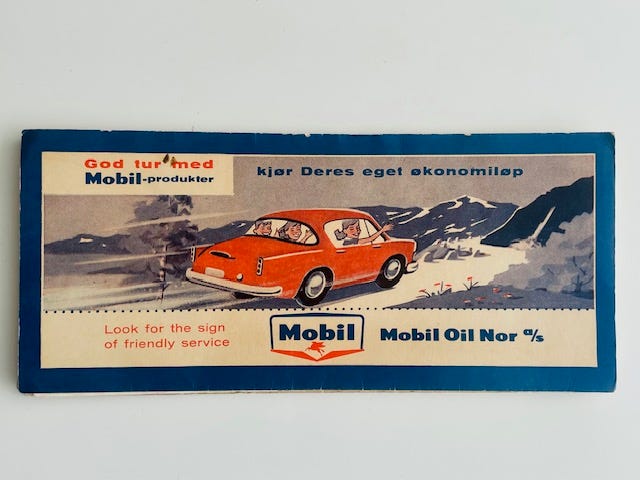 God tur med
Mobil-produkter
kjør Deres eget økonomiløp
Look for the sign
of friendly service
Mobil
Mobil Oil Nor a/s